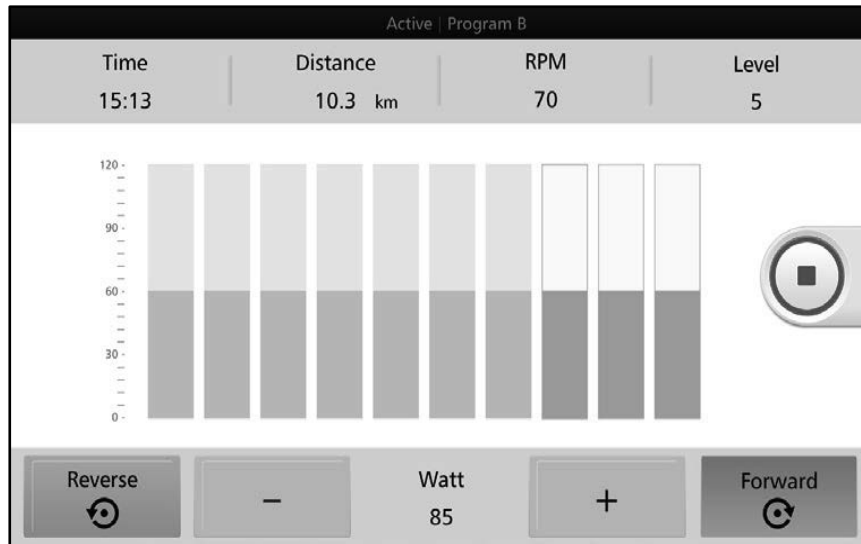 Active | Program B
Time Distance RPM Level
15:13 10.3 km 70 5
120
90
60
30
0
Reverse - Watt + Forward
85